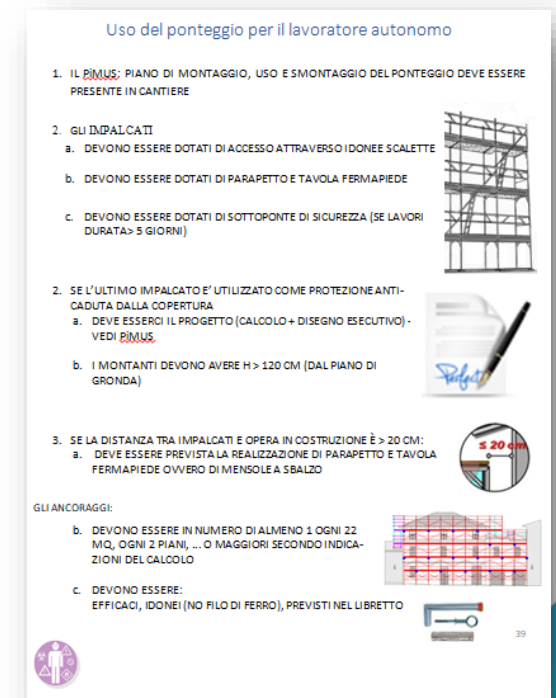 Uso del ponteggio per il lavoratore autonomo
1. IL PiMUS: PIANO DI MONTAGGIO, USO E SMONTAGGIO DEL PONTEGGIO DEVE ESSERE
PRESENTE IN CANTIERE
2. GLI IMPALCATI
a. DEVONO ESSERE DOTATI DI ACCESSO ATTRAVERSO IDONEE SCALETTE
b. DEVONO ESSERE DOTATI DI PARAPETTO E TAVOLA FERMAPIEDE
c. DEVONO ESSERE DOTATI DI SOTTOPONTE DI SICUREZZA (SE LAVORI
DURATA> 5 GIORNI)
2. SE L'ULTIMO IMPALCATO E' UTILIZZATO COME PROTEZIONE ANTI-
CADUTA DALLA COPERTURA
a. DEVE ESSERCI IL PROGETTO (CALCOLO + DISEGNO ESECUTIVO) -
VEDI PiMUS
b. I MONTANTI DEVONO AVERE H > 120 CM (DAL PIANO DI
GRONDA)
Perfect
3. SE LA DISTANZA TRA IMPALCATI E OPERA IN COSTRUZIONE È > 20 CM:
a. DEVE ESSERE PREVISTA LA REALIZZAZIONE DI PARAPETTO E TAVOLA
FERMAPIEDE OVVERO DI MENSOLE A SBALZO
≤ 20 cm
GLI ANCORAGGI:
b. DEVONO ESSERE IN NUMERO DI ALMENO 1 OGNI 22
MQ, OGNI 2 PIANI, ... O MAGGIORI SECONDO INDICA-
ZIONI DEL CALCOLO
c. DEVONO ESSERE:
EFFICACI, IDONEI (NO FILO DI FERRO), PREVISTI NEL LIBRETTO
39